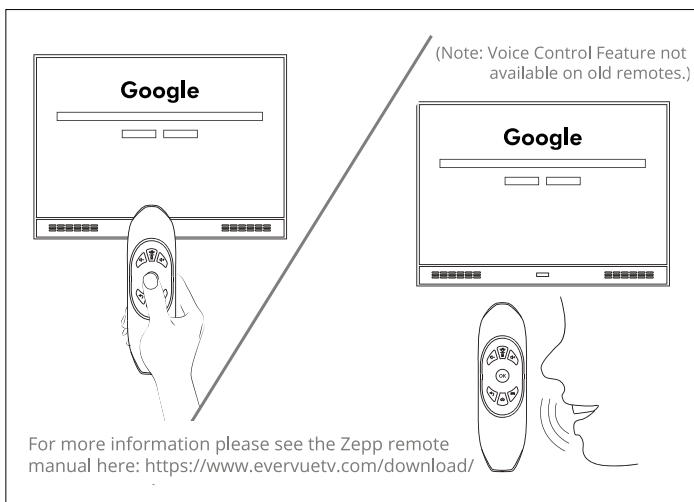 Google
(Note: Voice Control Feature not
available on old remotes.)
Google
OK
For more information please see the Zepp remote
manual here: https://www.evervuetv.com/download/